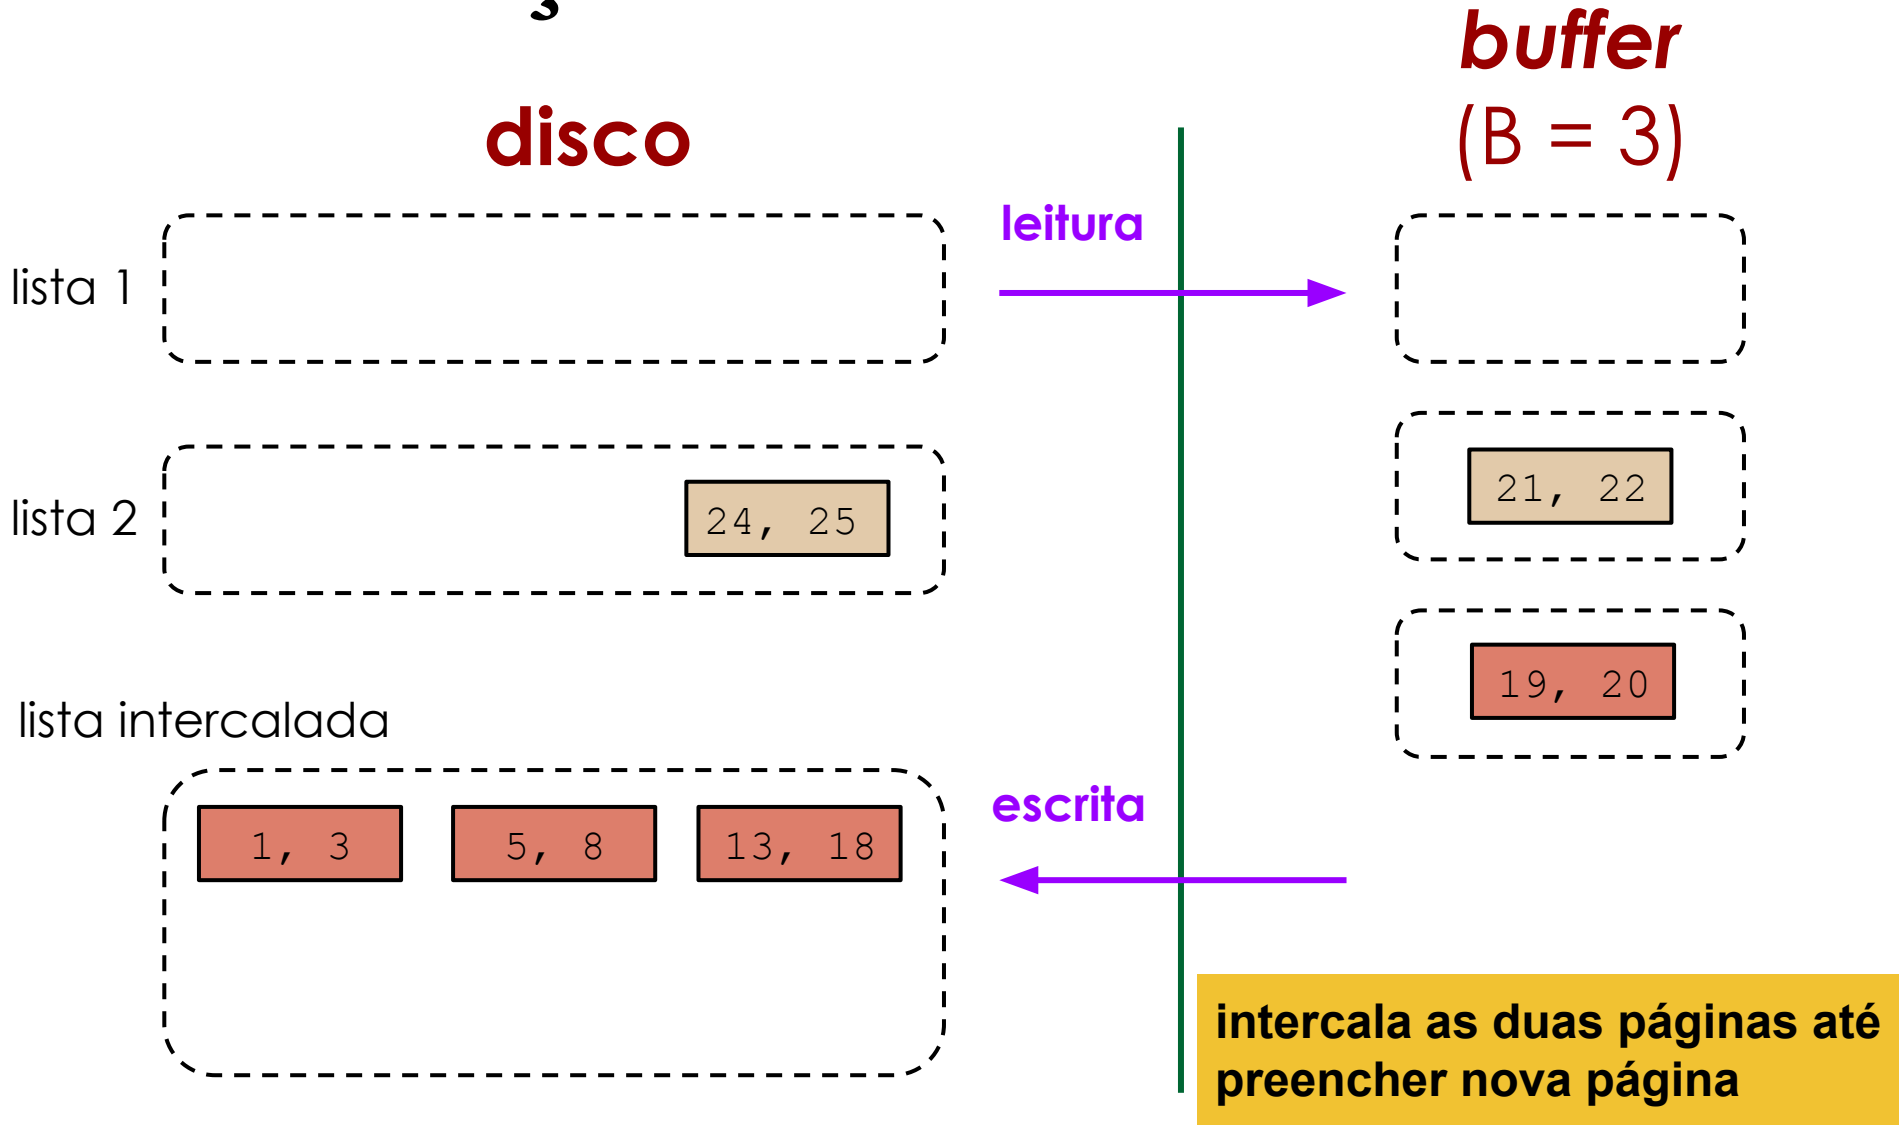 disco
buffer
(B = 3)
leitura
lista 1
lista 2
24, 25
21, 22
19, 20
lista intercalada
1, 3
5, 8
13, 18
escrita
intercala as duas páginas até
preencher nova página